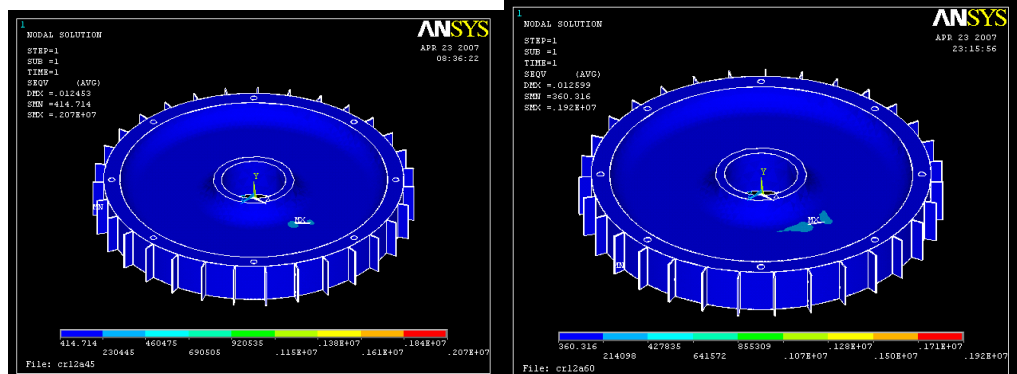 1
NODAL SOLUTION
STEP=1
SUB =1
TIME=1
SEQV (AVG)
DMX =.012453
SMN =414.714
SMX =.207E+07
ANSYS
APR 23 2007
08:36:22
Y
MN
MX
414.714 460475 920535 .138E+07 .184E+07
230445 690505 .115E+07 .161E+07 .207E+07
File: cr12a45
1
NODAL SOLUTION
STEP=1
SUB =1
TIME=1
SEQV (AVG)
DMX =.012599
SMN =360.316
SMX =.192E+07
ANSYS
APR 23 2007
23:15:56
Y
MX
MN
360.316 427835 855309 .128E+07 .171E+07
214098 641572 .107E+07 .150E+07 .192E+07
File: cr12a60